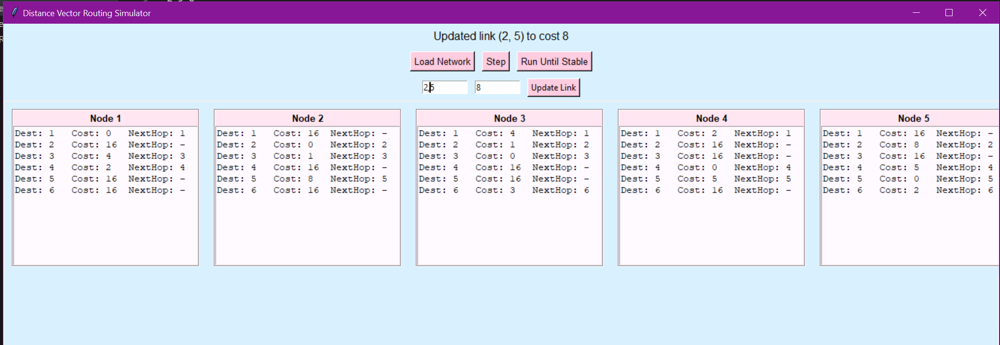 Distance Vector Routing Simulator
Updated link (2, 5) to cost 8
Load Network Step Run Until Stable
2,5 8 Update Link
Node 1
Dest: 1 Cost: 0 NextHop: 1
Dest: 2 Cost: 16 NextHop: -
Dest: 3 Cost: 4 NextHop: 3
Dest: 4 Cost: 2 NextHop: 4
Dest: 5 Cost: 16 NextHop: -
Dest: 6 Cost: 16 NextHop: -
Node 2
Dest: 1 Cost: 16 NextHop: -
Dest: 2 Cost: 0 NextHop: 2
Dest: 3 Cost: 1 NextHop: 3
Dest: 4 Cost: 16 NextHop: -
Dest: 5 Cost: 8 NextHop: 5
Dest: 6 Cost: 16 NextHop: -
Node 3
Dest: 1 Cost: 4 NextHop: 1
Dest: 2 Cost: 1 NextHop: 2
Dest: 3 Cost: 0 NextHop: 3
Dest: 4 Cost: 16 NextHop: -
Dest: 5 Cost: 16 NextHop: -
Dest: 6 Cost: 3 NextHop: 6
Node 4
Dest: 1 Cost: 2 NextHop: 1
Dest: 2 Cost: 16 NextHop: -
Dest: 3 Cost: 16 NextHop: -
Dest: 4 Cost: 0 NextHop: 4
Dest: 5 Cost: 5 NextHop: 5
Dest: 6 Cost: 16 NextHop: -
Node 5
Dest: 1 Cost: 16 NextHop: -
Dest: 2 Cost: 8 NextHop: 2
Dest: 3 Cost: 16 NextHop: -
Dest: 4 Cost: 5 NextHop: 4
Dest: 5 Cost: 0 NextHop: 5
Dest: 6 Cost: 2 NextHop: 6